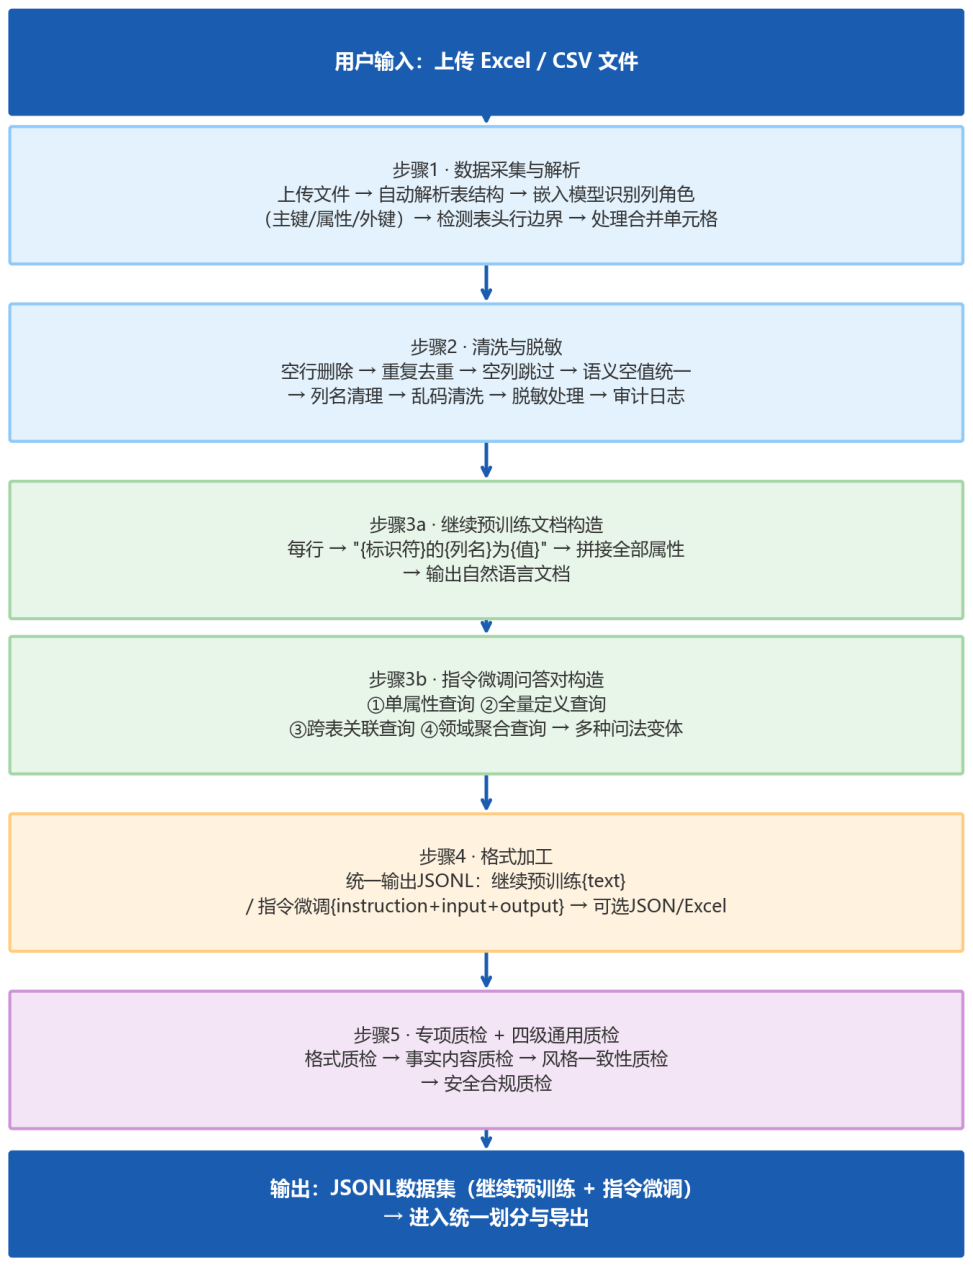 用户输入：上传 Excel / CSV 文件
步骤1 · 数据采集与解析
上传文件 → 自动解析表结构 → 嵌入模型识别列角色
（主键/属性/外键）→ 检测表头行边界 → 处理合并单元格
步骤2 · 清洗与脱敏
空行删除 → 重复去重 → 空列跳过 → 语义空值统一
→ 列名清理 → 乱码清洗 → 脱敏处理 → 审计日志
步骤3a · 继续预训练文档构造
每行 → "{标识符}的{列名}为{值}" → 拼接全部属性
→ 输出自然语言文档
步骤3b · 指令微调问答对构造
①单属性查询 ②全量定义查询
③跨表关联查询 ④领域聚合查询 → 多种问法变体
步骤4 · 格式加工
统一输出JSONL：继续预训练{text}
/ 指令微调{instruction+input+output} → 可选JSON/Excel
步骤5 · 专项质检 + 四级通用质检
格式质检 → 事实内容质检 → 风格一致性质检
→ 安全合规质检
输出：JSONL数据集（继续预训练 + 指令微调）
→ 进入统一划分与导出